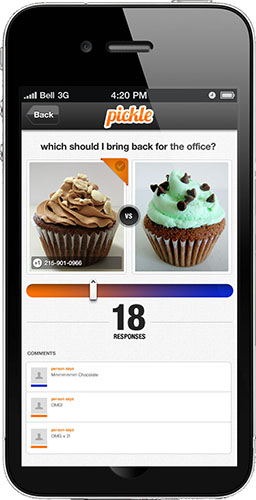 Bell 3G 4:20 PM
Back pickle
which should I bring back for the office?
x1 215-901-0966
VS
18
RESPONSES
COMMENTS
person says
Mmmmmmm Chocolate
person says
OMG!
person says
OMG x 2!